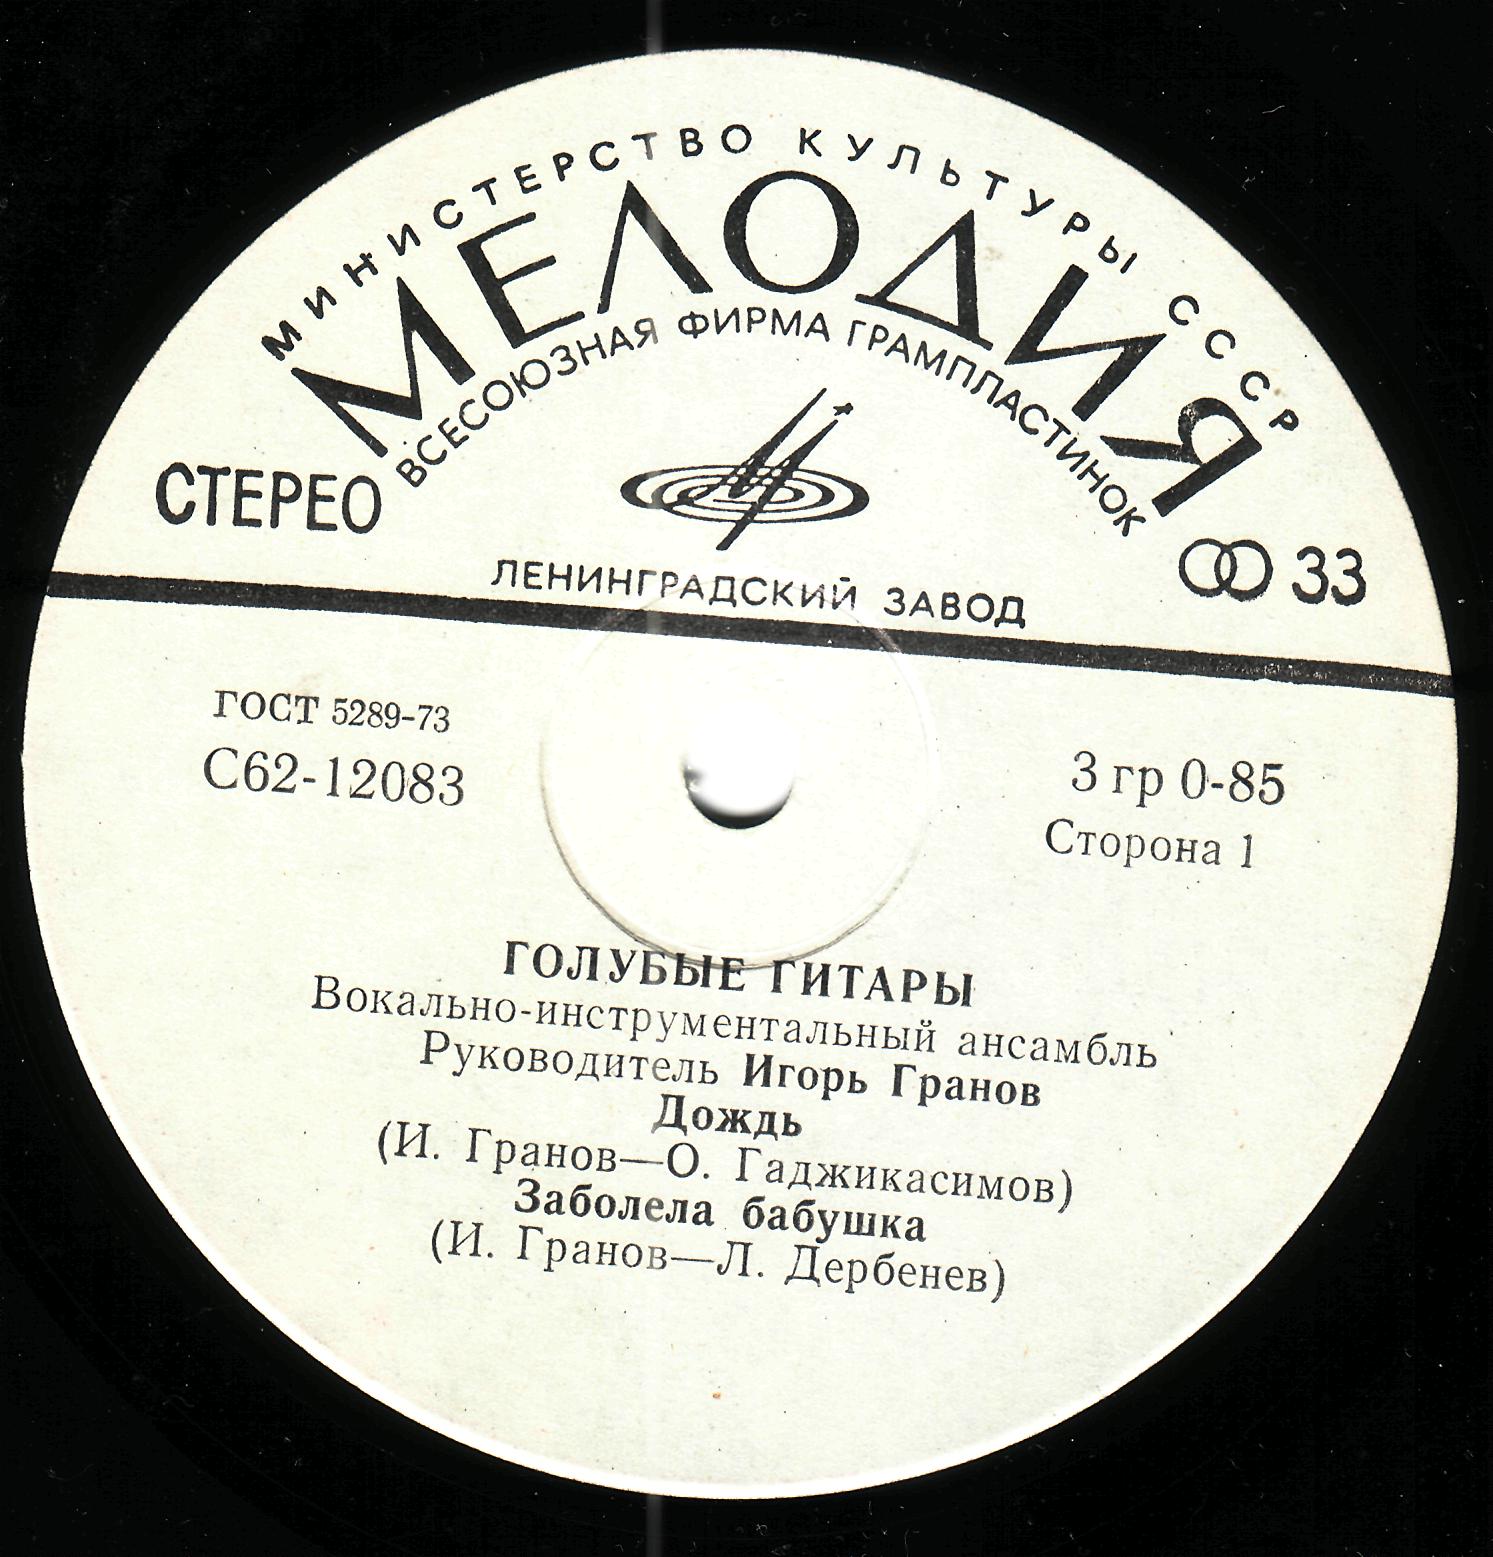 МИНИСТЕРСТВО КУЛЬТУРЫ СССР
МЕЛОДИЯ
ВСЕСОЮЗНАЯ ФИРМА ГРАМПЛАСТИНОК
СТЕРЕО
33
ЛЕНИНГРАДСКИЙ ЗАВОД
ГОСТ 5289-73
С62-12083
3 гр 0-85
Сторона 1
ГОЛУБЫЕ ГИТАРЫ
Вокально-инструментальный ансамбль
Руководитель Игорь Гранов
Дождь
(И. Гранов—О. Гаджикасимов)
Заболела бабушка
(И. Гранов—Л. Дербенев)